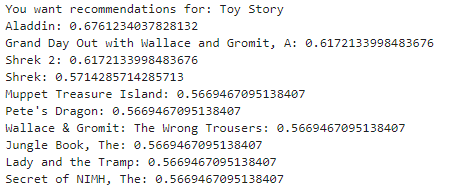 You want recommendations for: Toy Story
Aladdin: 0.6761234037828132
Grand Day Out with Wallace and Gromit, A: 0.6172133998483676
Shrek 2: 0.6172133998483676
Shrek: 0.5714285714285713
Muppet Treasure Island: 0.5669467095138407
Pete's Dragon: 0.5669467095138407
Wallace & Gromit: The Wrong Trousers: 0.5669467095138407
Jungle Book, The: 0.5669467095138407
Lady and the Tramp: 0.5669467095138407
Secret of NIMH, The: 0.5669467095138407